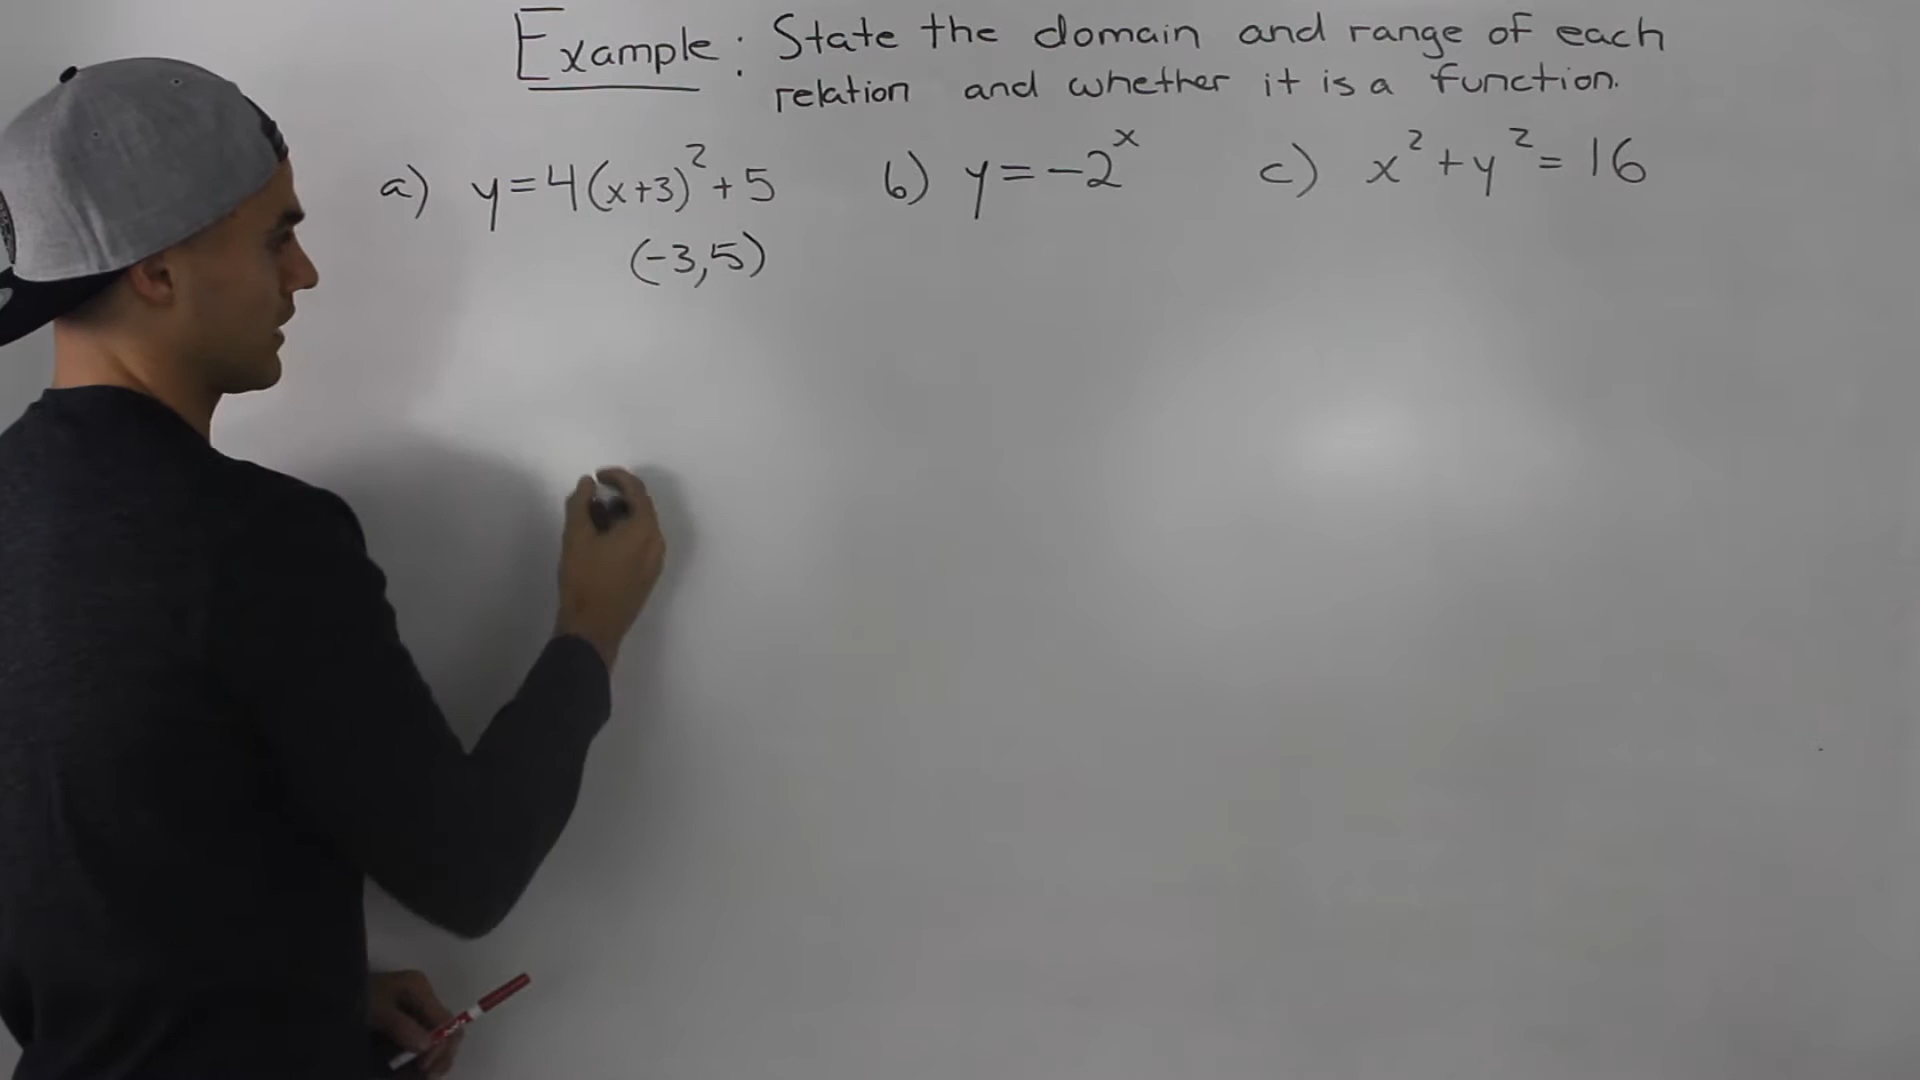 Example: State the domain and range of each
relation and whether it is a function.
a) y=4(x+3)²+5 b) y=-2ˣ c) x²+y²=16
(-3,5)